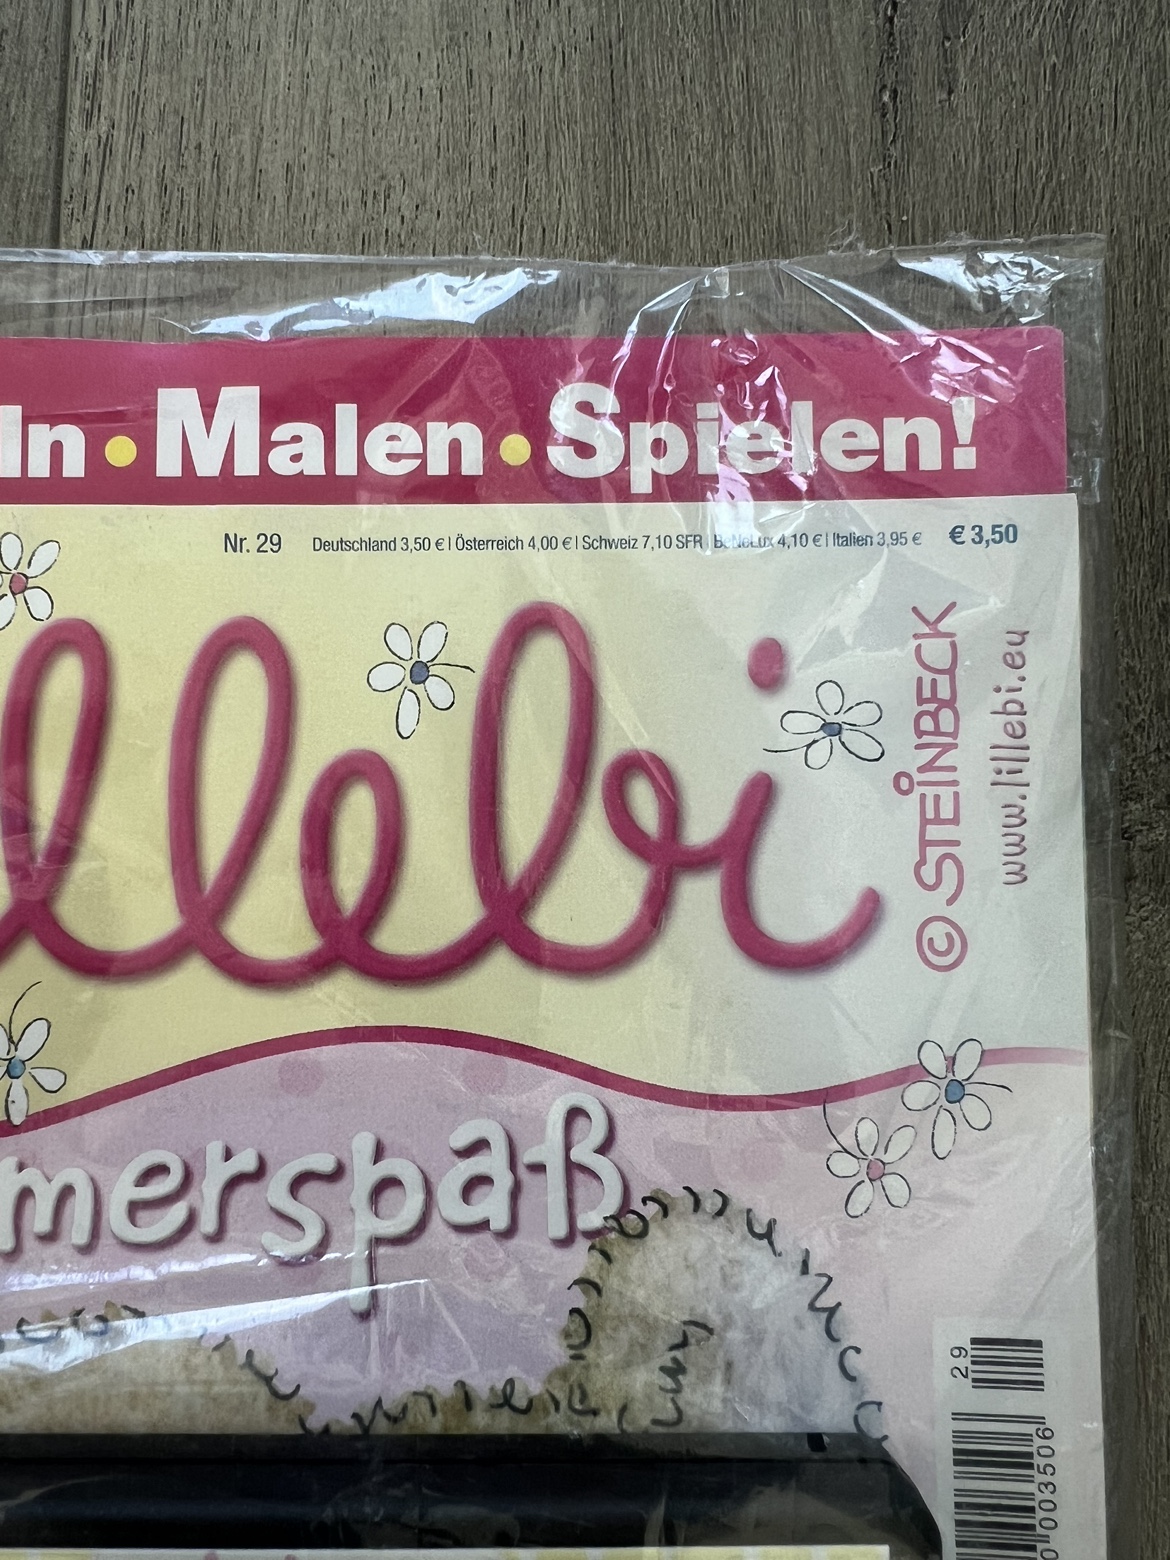 ln • Malen • Spielen!
Nr. 29 Deutschland 3,50 € | Österreich 4,00 € | Schweiz 7,10 SFR | BeNeLux 4,10 € | Italien 3,95 € € 3,50
llebi
© STEINBECK
www.lillebi.eu
merspaß
29
003506